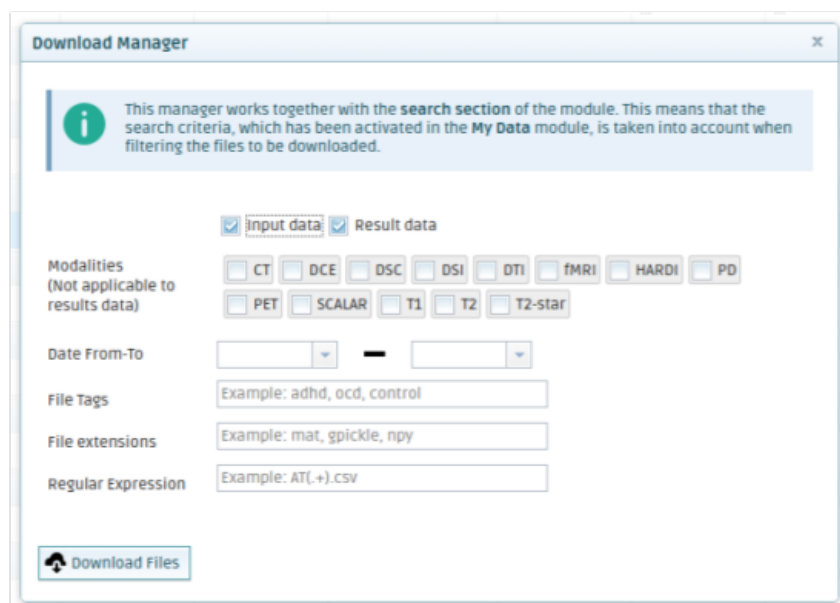 Download Manager x
This manager works together with the search section of the module. This means that the
search criteria, which has been activated in the My Data module, is taken into account when
filtering the files to be downloaded.
Input data Result data
Modalities
(Not applicable to
results data)
CT DCE DSC DSI DTI fMRI HARDI PD
PET SCALAR T1 T2 T2-star
Date From-To
File Tags Example: adhd, ocd, control
File extensions Example: mat, gpickle, npy
Regular Expression Example: AT(.+).csv
Download Files